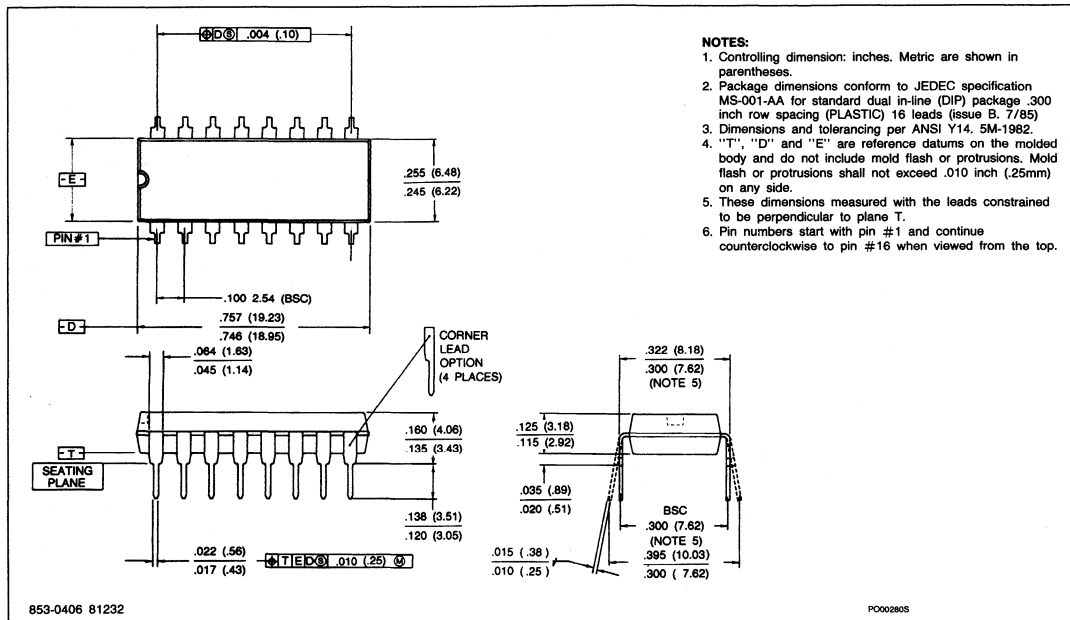 ⌖DⓈ .004 (.10)
-E-
PIN #1
.255 (6.48)
.245 (6.22)
.100 2.54 (BSC)
-D-
.757 (19.23)
.746 (18.95)
.064 (1.63)
.045 (1.14)
CORNER
LEAD
OPTION
(4 PLACES)
.160 (4.06)
.135 (3.43)
-T-
SEATING
PLANE
.138 (3.51)
.120 (3.05)
.022 (.56)
.017 (.43)
⌖ T E DⓈ .010 (.25) Ⓜ
.322 (8.18)
.300 (7.62)
(NOTE 5)
.125 (3.18)
.115 (2.92)
.035 (.89)
.020 (.51)
BSC
.300 (7.62)
(NOTE 5)
.395 (10.03)
.300 ( 7.62)
.015 ( .38 )
.010 ( .25 )
NOTES:
1. Controlling dimension: inches. Metric are shown in
parentheses.
2. Package dimensions conform to JEDEC specification
MS-001-AA for standard dual in-line (DIP) package .300
inch row spacing (PLASTIC) 16 leads (issue B. 7/85)
3. Dimensions and tolerancing per ANSI Y14. 5M-1982.
4. "T", "D" and "E" are reference datums on the molded
body and do not include mold flash or protrusions. Mold
flash or protrusions shall not exceed .010 inch (.25mm)
on any side.
5. These dimensions measured with the leads constrained
to be perpendicular to plane T.
6. Pin numbers start with pin #1 and continue
counterclockwise to pin #16 when viewed from the top.
853-0406 81232
PO00280S